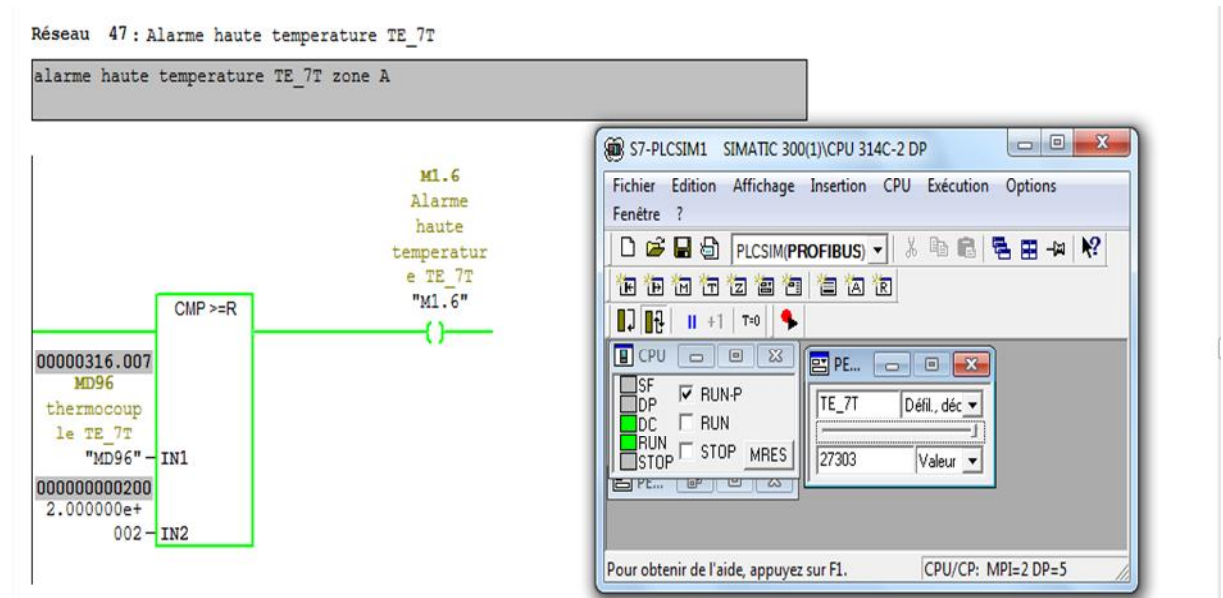 Réseau 47 : Alarme haute temperature TE_7T
alarme haute temperature TE_7T zone A
M1.6
Alarme
haute
temperatur
e TE_7T
"M1.6"
CMP >=R
00000316.007
MD96
thermocoup
le TE_7T
"MD96"
IN1
000000000200
2.000000e+
002
IN2
S7-PLCSIM1 SIMATIC 300(1)\CPU 314C-2 DP
Fichier Edition Affichage Insertion CPU Exécution Options
Fenêtre ?
PLCSIM(PROFIBUS)
+1 T=0
CPU
SF
DP
DC
RUN
STOP
RUN-P
RUN
STOP
MRES
PE...
TE_7T
Défil., déc
27303
Valeur
PE...
Pour obtenir de l'aide, appuyez sur F1.
CPU/CP: MPI=2 DP=5